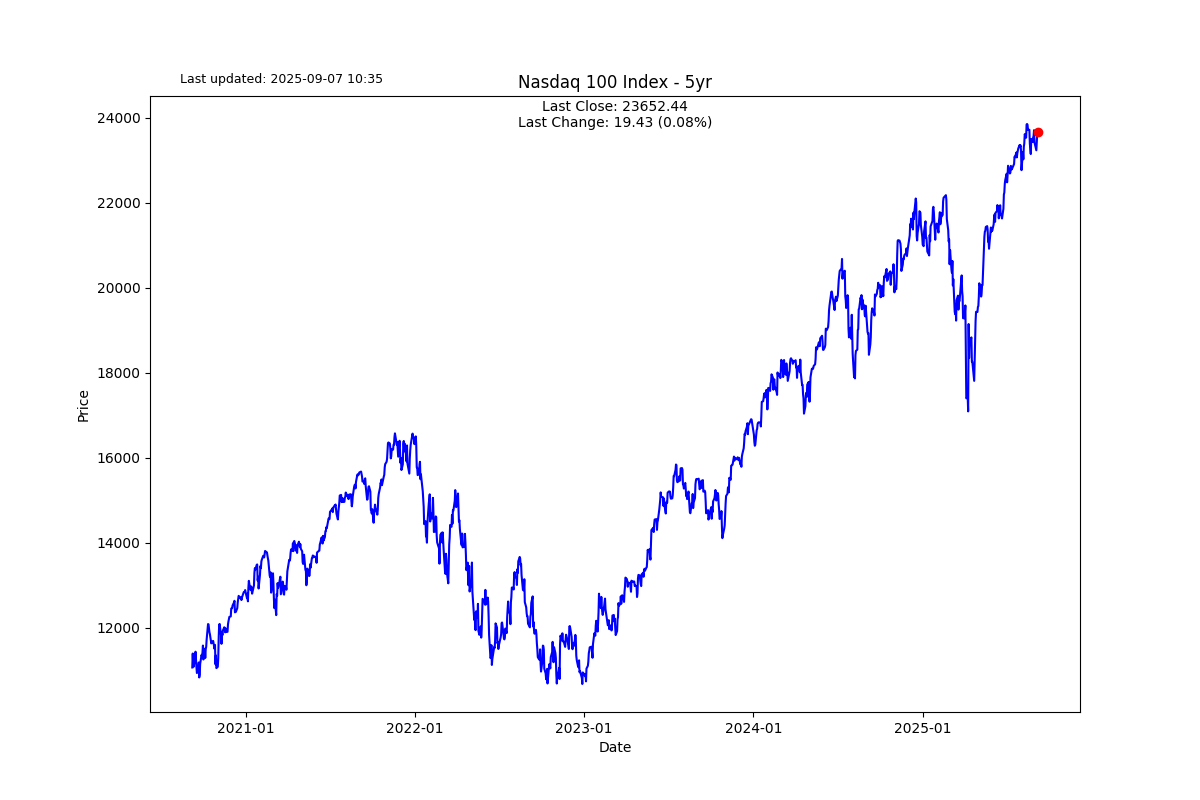 Last updated: 2025-09-07 10:35
Nasdaq 100 Index - 5yr
Last Close: 23652.44
Last Change: 19.43 (0.08%)
24000
22000
20000
18000
16000
14000
12000
Price
2021-01
2022-01
2023-01
2024-01
2025-01
Date